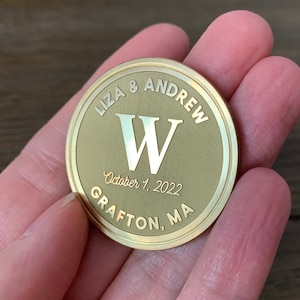 LIZA & ANDREW
W
October 1, 2022
GRAFTON, MA